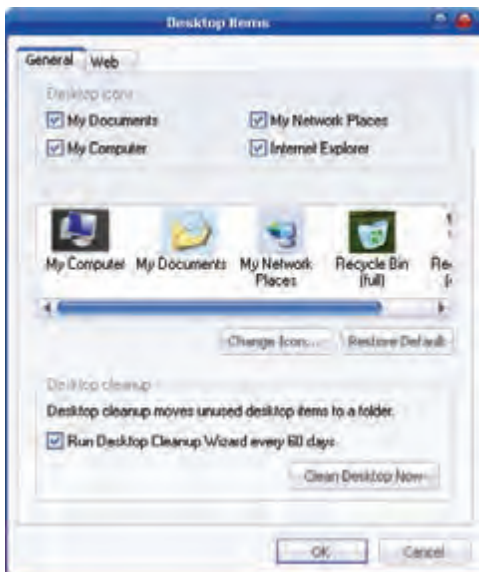 Desktop Items
General Web
Desktop icons
My Documents My Network Places
My Computer Internet Explorer
My Computer My Documents My Network Places Recycle Bin (full) Re
Change Icon... Restore Default
Desktop cleanup
Desktop cleanup moves unused desktop items to a folder.
Run Desktop Cleanup Wizard every 60 days
Clean Desktop Now
OK Cancel